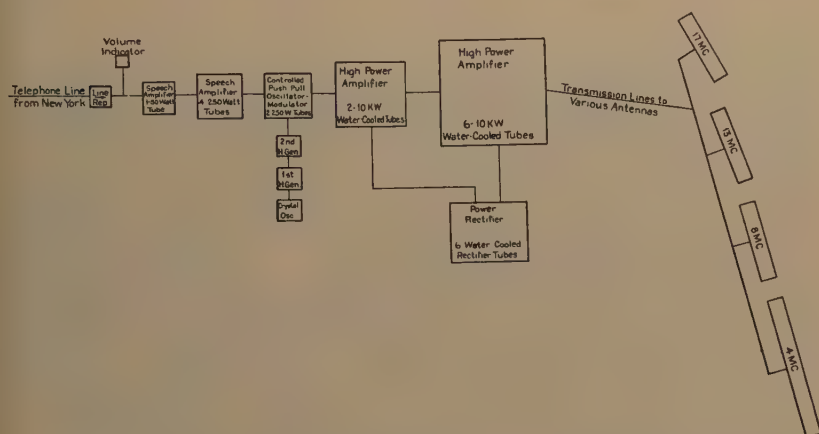 Volume
Indicator
Telephone Line
from New York
Line
Rep
Speech
Amplifier
1-50 Watt
Tube
Speech
Amplifier
4 250 Watt
Tubes
Controlled
Push Pull
Oscillator-
Modulator
2 250 W Tubes
2nd
H Gen
1st
H Gen
Crystal
Osc
High Power
Amplifier
2-10 KW
Water-Cooled Tubes
High Power
Amplifier
6-10 KW
Water-Cooled Tubes
Power
Rectifier
6 Water Cooled
Rectifier Tubes
Transmission Lines to
Various Antennas
17 MC
13 MC
8 MC
4 MC